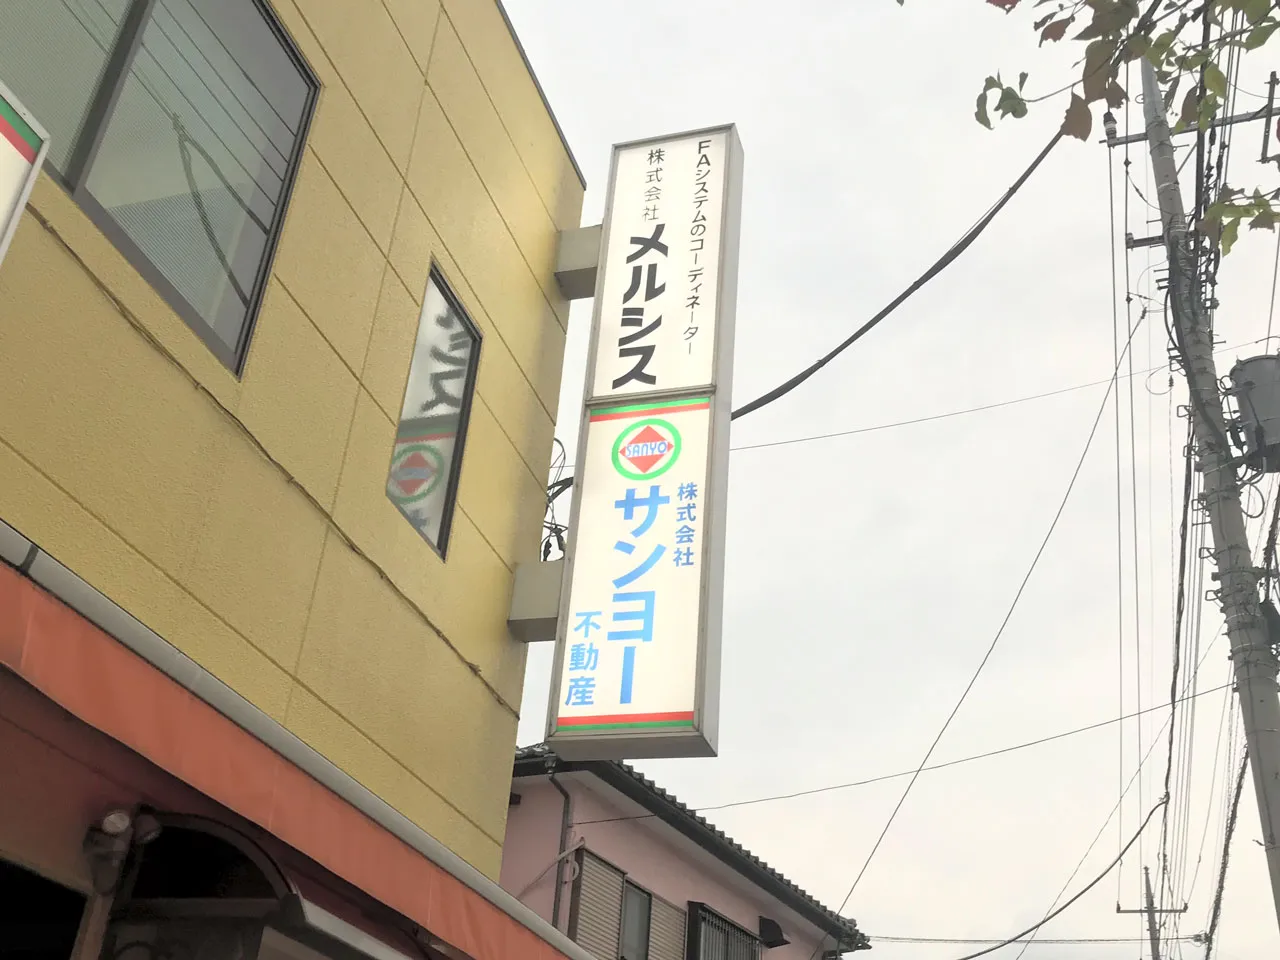 FAシステムのコーディネーター
株式会社
メルシス
SANYO
株式会社
サンヨー
不動産